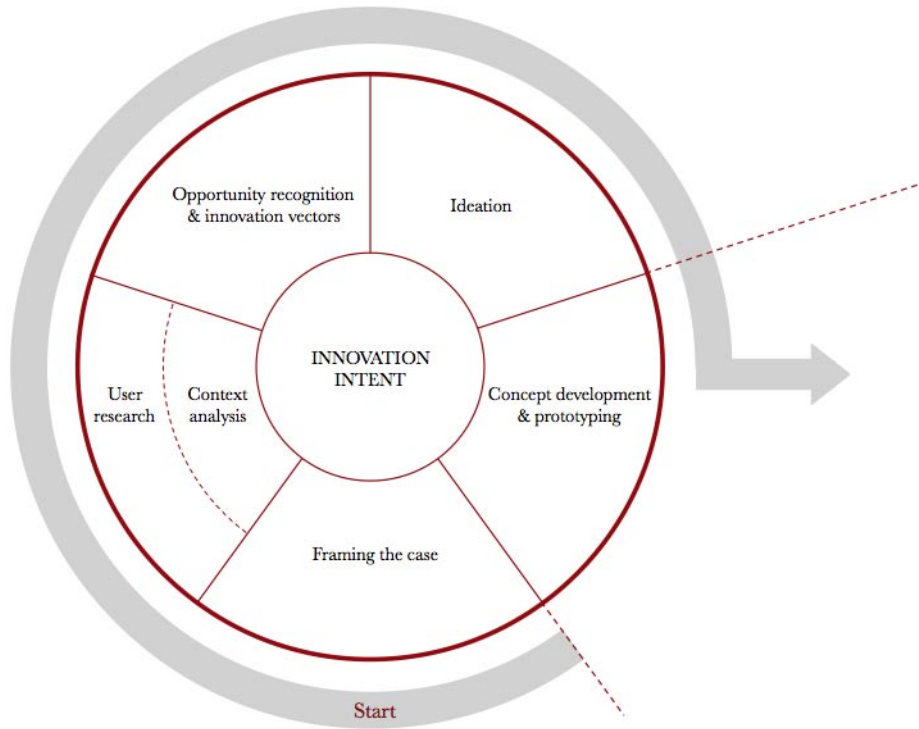 Opportunity recognition
& innovation vectors
Ideation
INNOVATION
INTENT
User
research
Context
analysis
Concept development
& prototyping
Framing the case
Start